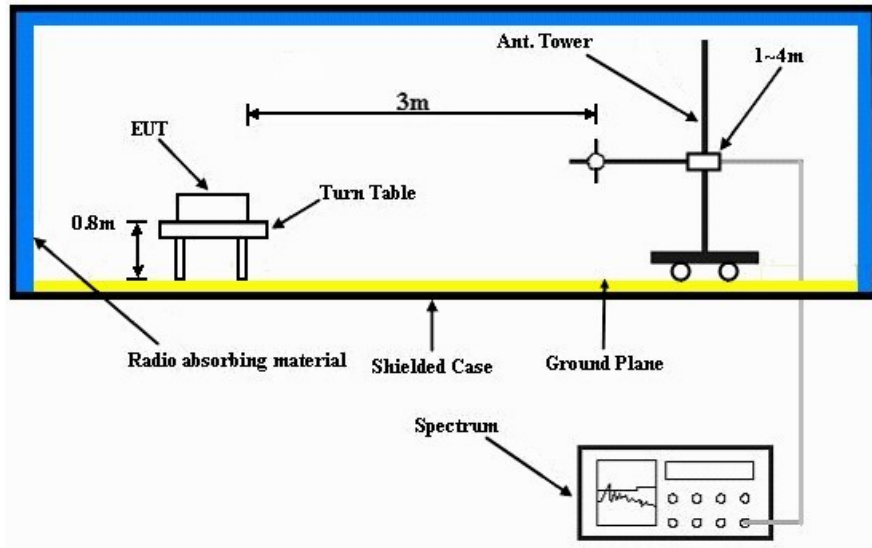 Ant. Tower
1~4m
3m
EUT
Turn Table
0.8m
Radio absorbing material
Shielded Case
Ground Plane
Spectrum